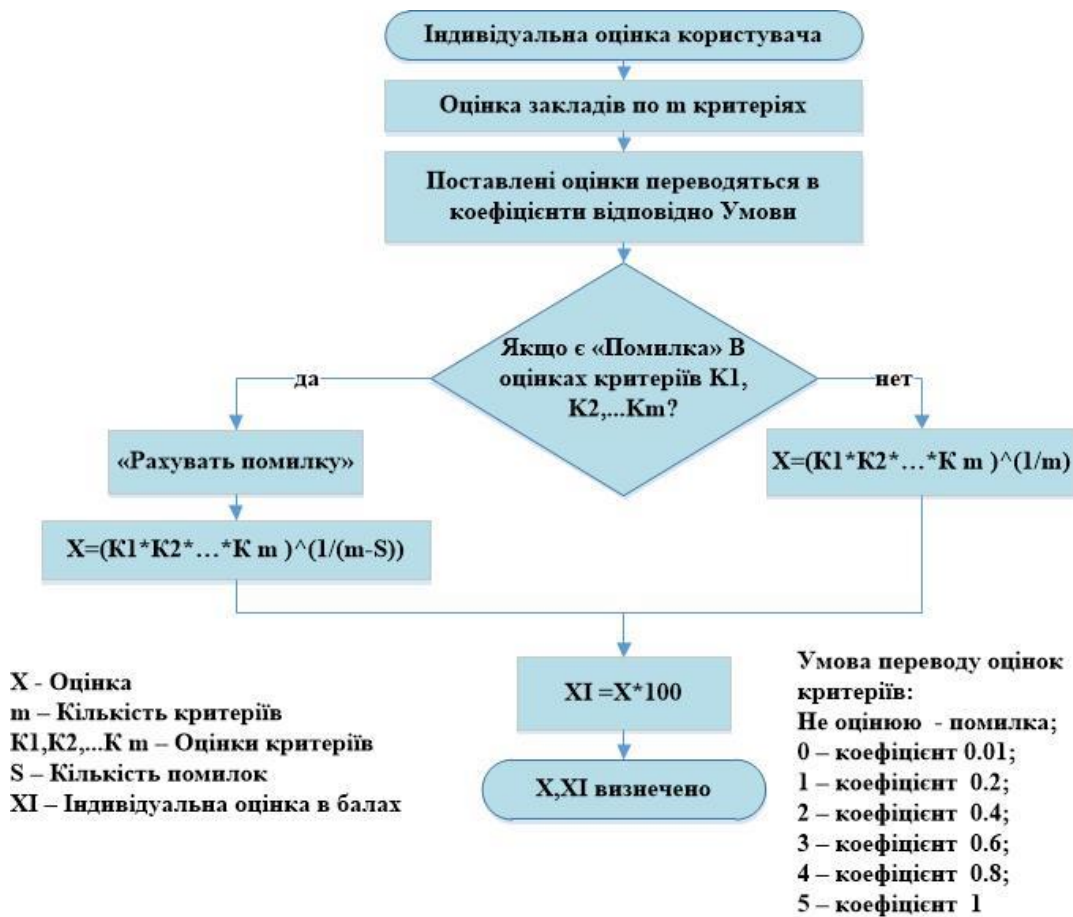 Індивідуальна оцінка користувача
Оцінка закладів по m критеріях
Поставлені оцінки переводяться в
коефіцієнти відповідно Умови
Якщо є «Помилка» В
оцінках критеріїв К1,
К2,...Кm?
да
нет
«Рахувать помилку»
X=(К1*К2*…*К m )^(1/m)
X=(К1*К2*…*К m )^(1/(m-S))
XI =X*100
X,XI визнечено
X - Оцінка
m – Кількість критеріїв
К1,К2,...К m – Оцінки критеріїв
S – Кількість помилок
XI – Індивідуальна оцінка в балах
Умова переводу оцінок
критеріїв:
Не оцінюю - помилка;
0 – коефіцієнт 0.01;
1 – коефіцієнт 0.2;
2 – коефіцієнт 0.4;
3 – коефіцієнт 0.6;
4 – коефіцієнт 0.8;
5 – коефіцієнт 1